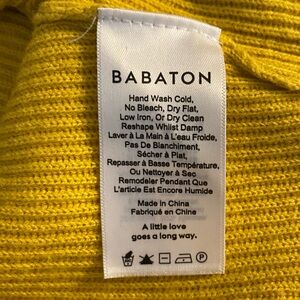 BABATON
Hand Wash Cold,
No Bleach, Dry Flat,
Low Iron, Or Dry Clean
Reshape Whilst Damp
Laver à La Main à L'eau Froide,
Pas De Blanchiment,
Sécher à Plat,
Repasser à Basse Température,
Ou Nettoyer à Sec
Remodeler Pendant Que
L'article Est Encore Humide
Made in China
Fabriqué en Chine
A little love
goes a long way.